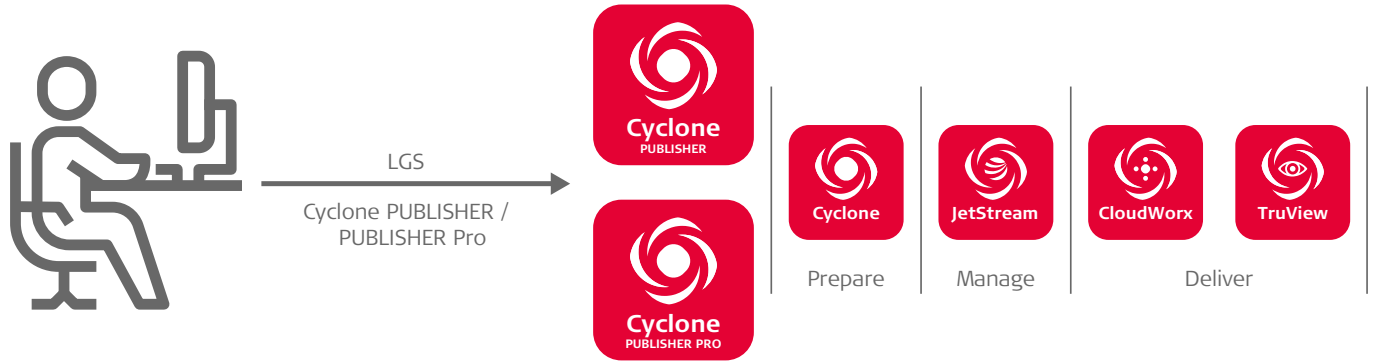 LGS
Cyclone PUBLISHER /
PUBLISHER Pro
Cyclone
PUBLISHER
Cyclone
PUBLISHER PRO
Cyclone
Prepare
JetStream
Manage
CloudWorx
TruView
Deliver